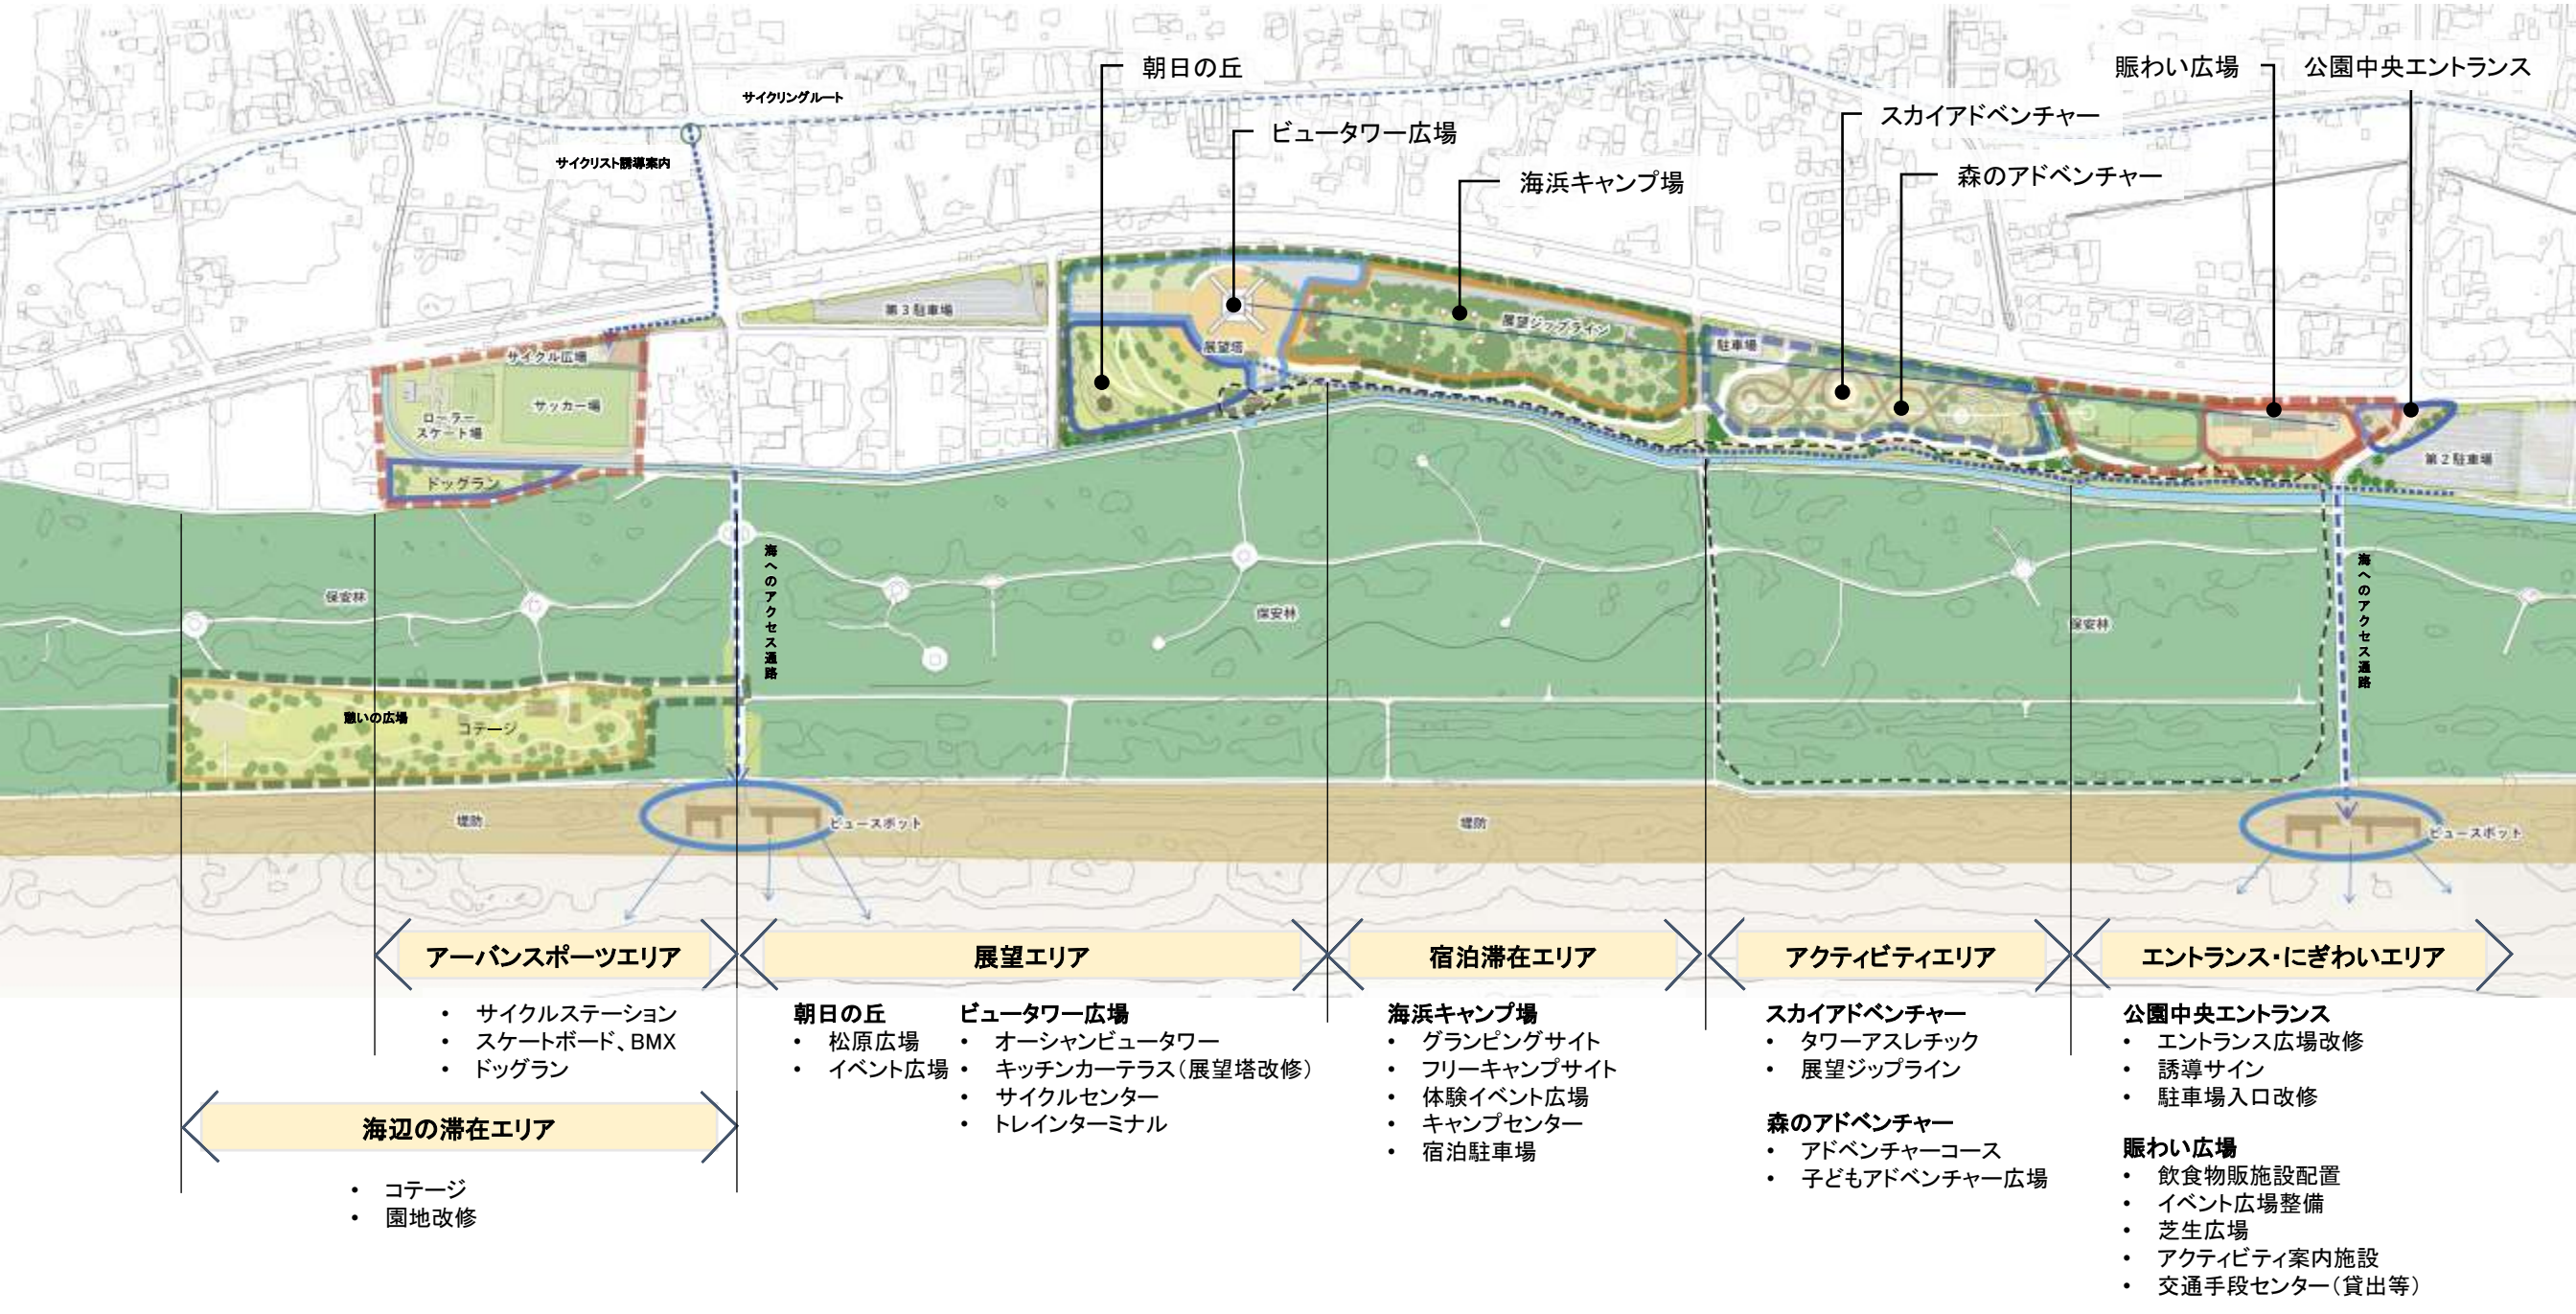 朝日の丘
賑わい広場
公園中央エントランス
サイクリングルート
スカイアドベンチャー
ビュータワー広場
サイクリスト誘導案内
海浜キャンプ場
森のアドベンチャー
第3駐車場
展望ジップライン
展望塔
駐車場
サイクル広場
ローラー
スケート場
サッカー場
ドッグラン
第2駐車場
海へのアクセス通路
海へのアクセス通路
保安林
保安林
保安林
憩いの広場
コテージ
堤防
ビュースポット
堤防
ビュースポット
アーバンスポーツエリア
展望エリア
宿泊滞在エリア
アクティビティエリア
エントランス・にぎわいエリア
• サイクルステーション
• スケートボード、BMX
• ドッグラン
海辺の滞在エリア
• コテージ
• 園地改修
朝日の丘
• 松原広場
• イベント広場
ビュータワー広場
• オーシャンビュータワー
• キッチンカーテラス(展望塔改修)
• サイクルセンター
• トレインターミナル
海浜キャンプ場
• グランピングサイト
• フリーキャンプサイト
• 体験イベント広場
• キャンプセンター
• 宿泊駐車場
スカイアドベンチャー
• タワーアスレチック
• 展望ジップライン
森のアドベンチャー
• アドベンチャーコース
• 子どもアドベンチャー広場
公園中央エントランス
• エントランス広場改修
• 誘導サイン
• 駐車場入口改修
賑わい広場
• 飲食物販施設配置
• イベント広場整備
• 芝生広場
• アクティビティ案内施設
• 交通手段センター(貸出等)